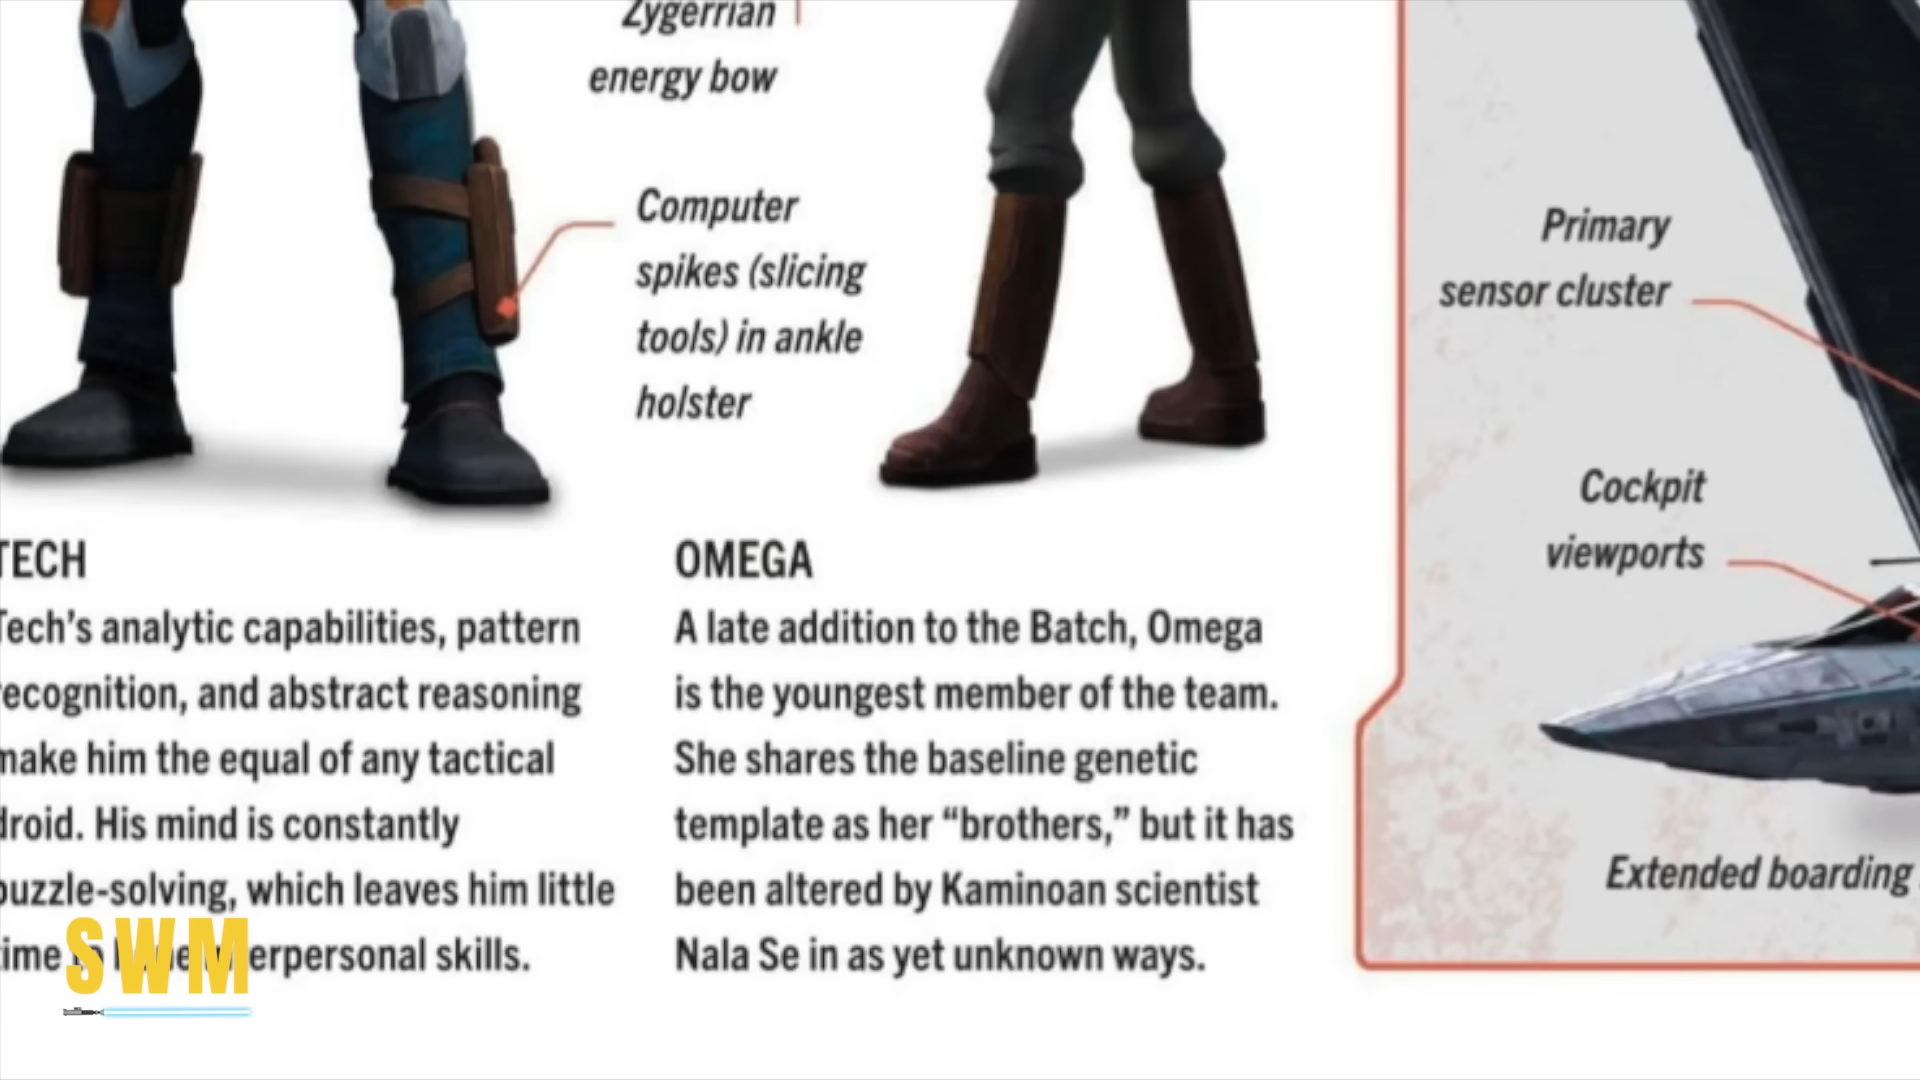 Zygerrian
energy bow
Computer
spikes (slicing
tools) in ankle
holster
TECH
Tech's analytic capabilities, pattern
recognition, and abstract reasoning
make him the equal of any tactical
droid. His mind is constantly
puzzle-solving, which leaves him little
time erpersonal skills.
OMEGA
A late addition to the Batch, Omega
is the youngest member of the team.
She shares the baseline genetic
template as her “brothers,” but it has
been altered by Kaminoan scientist
Nala Se in as yet unknown ways.
Primary
sensor cluster
Cockpit
viewports
Extended boarding
SWM